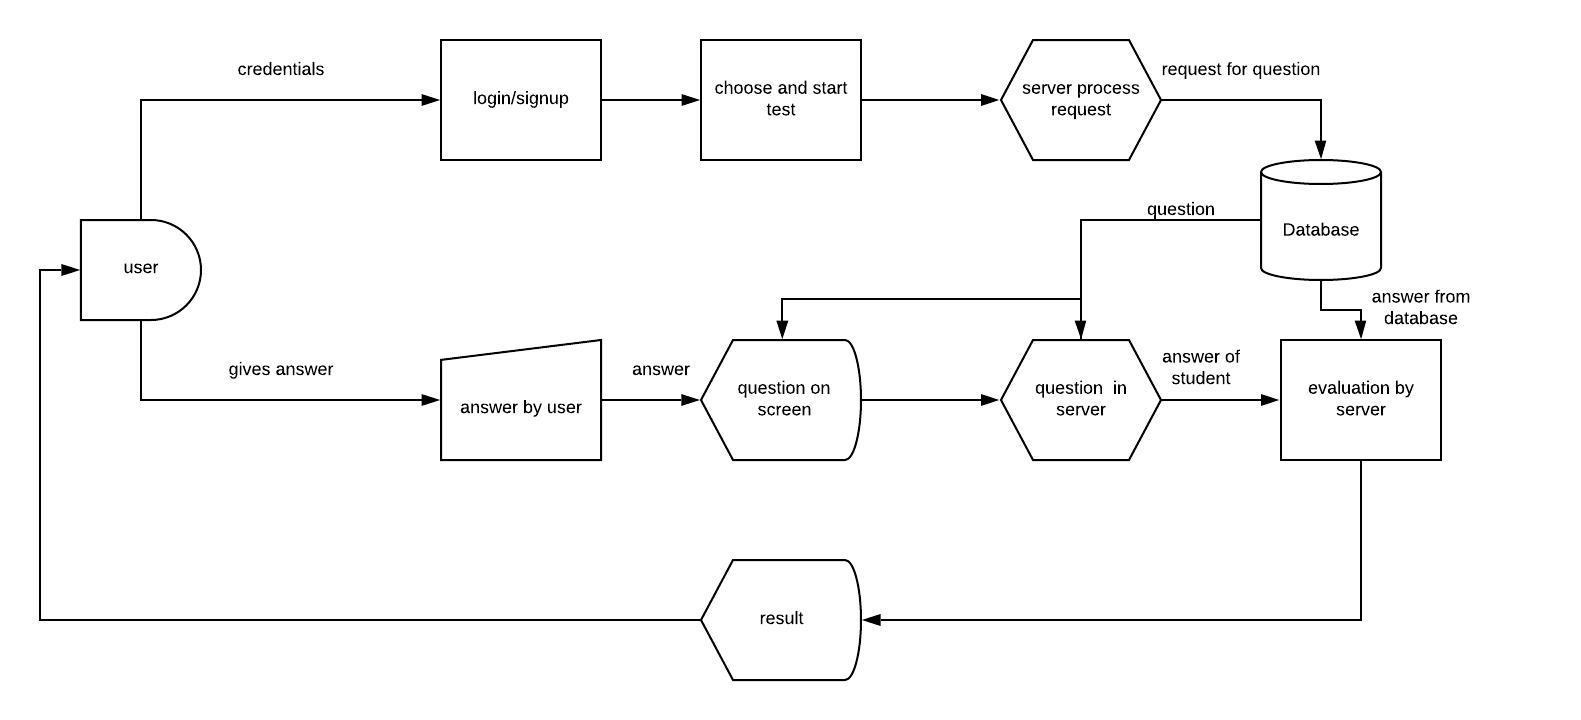 credentials
login/signup
choose and start
test
server process
request
request for question
user
question
Database
answer from
database
gives answer
answer by user
answer
question on
screen
question  in
server
answer of
student
evaluation by
server
result